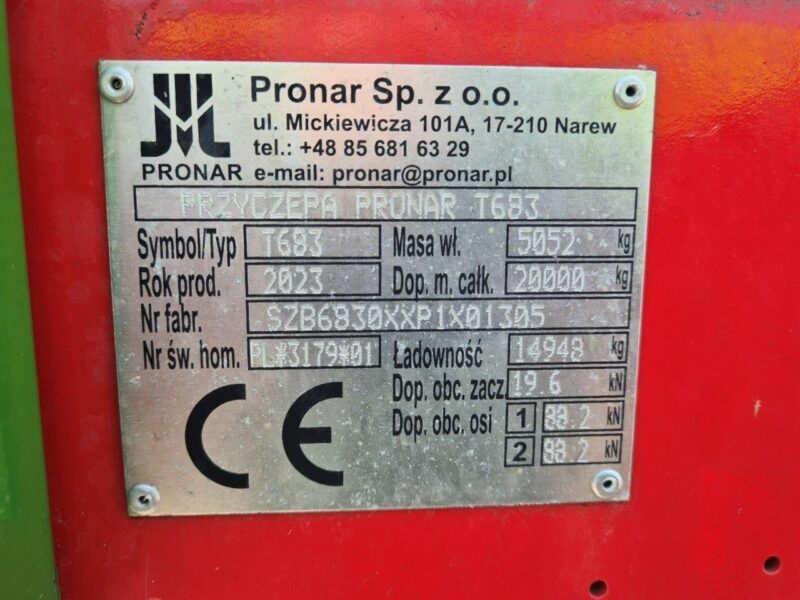 Pronar Sp. z o.o.
ul. Mickiewicza 101A, 17-210 Narew
tel.: +48 85 681 63 29
PRONAR e-mail: pronar@pronar.pl
PRZYCZEPA PRONAR T683
Symbol/Typ T683 Masa wł. 5052 kg
Rok prod. 2023 Dop. m. całk. 20000 kg
Nr fabr. SZB6830XXP1X01305
Nr św. hom. PL*3179*01 Ładowność 14948 kg
Dop. obc. zacz. 19.6 kN
Dop. obc. osi 1 88.2 kN
2 88.2 kN
CE